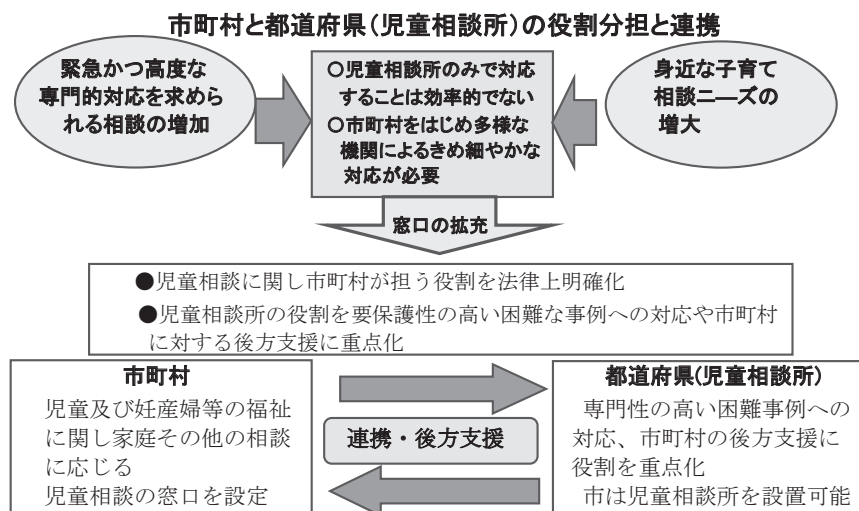 市町村と都道府県（児童相談所）の役割分担と連携
緊急かつ高度な
専門的対応を求めら
れる相談の増加
○児童相談所のみで対応
することは効率的でない
○市町村をはじめ多様な
機関によるきめ細やかな
対応が必要
身近な子育て
相談ニ―ズの
増大
窓口の拡充
●児童相談に関し市町村が担う役割を法律上明確化
●児童相談所の役割を要保護性の高い困難な事例への対応や市町村
に対する後方支援に重点化
市町村
児童及び妊産婦等の福祉
に関し家庭その他の相談
に応じる
児童相談の窓口を設定
連携・後方支援
都道府県(児童相談所)
専門性の高い困難事例への
対応、市町村の後方支援に
役割を重点化
市は児童相談所を設置可能